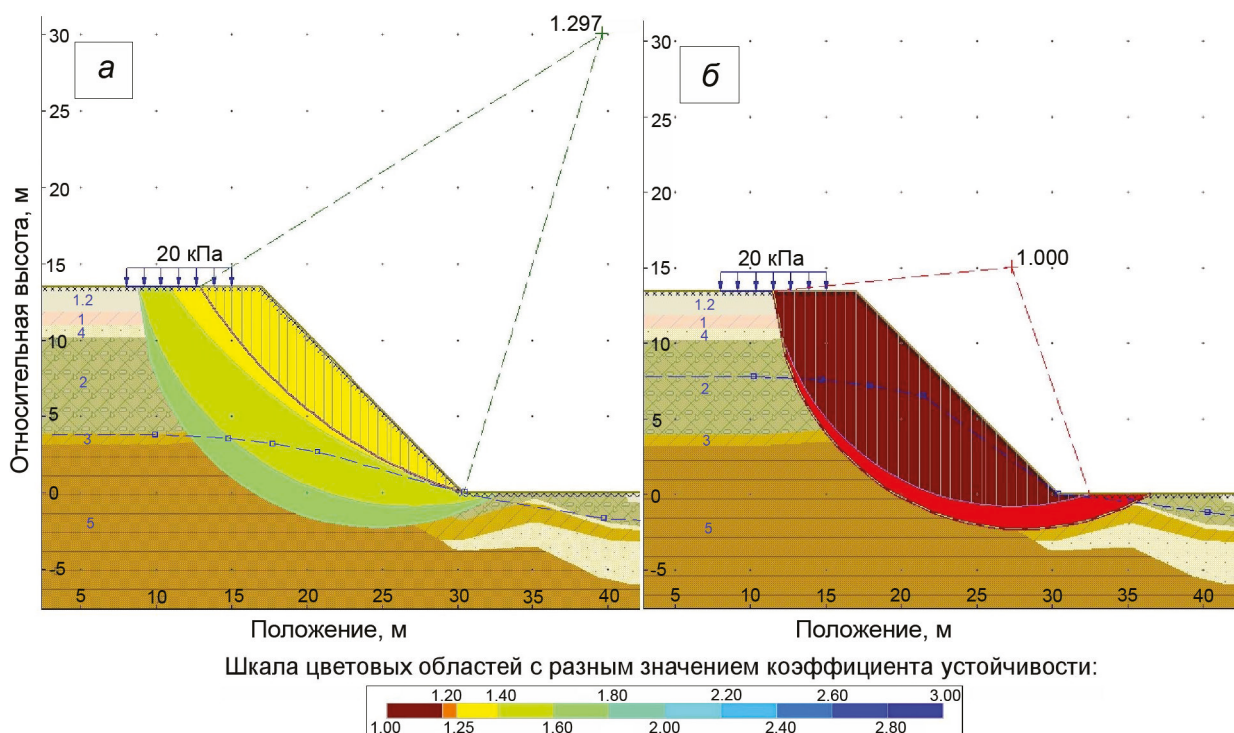 Относительная высота, м
а
1.297
30
25
20
15
10
5
0
-5
20 кПа
1.2
1
4
2
3
5
5 10 15 20 25 30 35 40
Положение, м
б
1.000
30
25
20
15
10
5
0
-5
20 кПа
1.2
1
4
2
3
5
5 10 15 20 25 30 35 40
Положение, м
Шкала цветовых областей с разным значением коэффициента устойчивости:
1.20 1.40 1.80 2.20 2.60 3.00
1.00 1.25 1.60 2.00 2.40 2.80